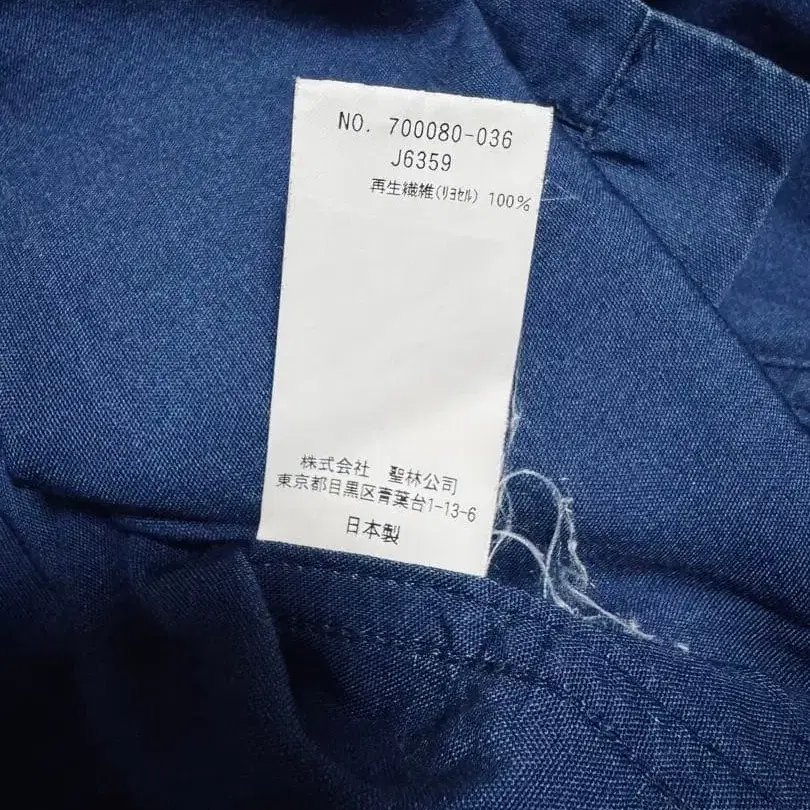 NO. 700080-036
J6359
再生繊維(ﾘﾖｾﾙ) 100%
株式会社 聖林公司
東京都目黒区青葉台1-13-6
日本製